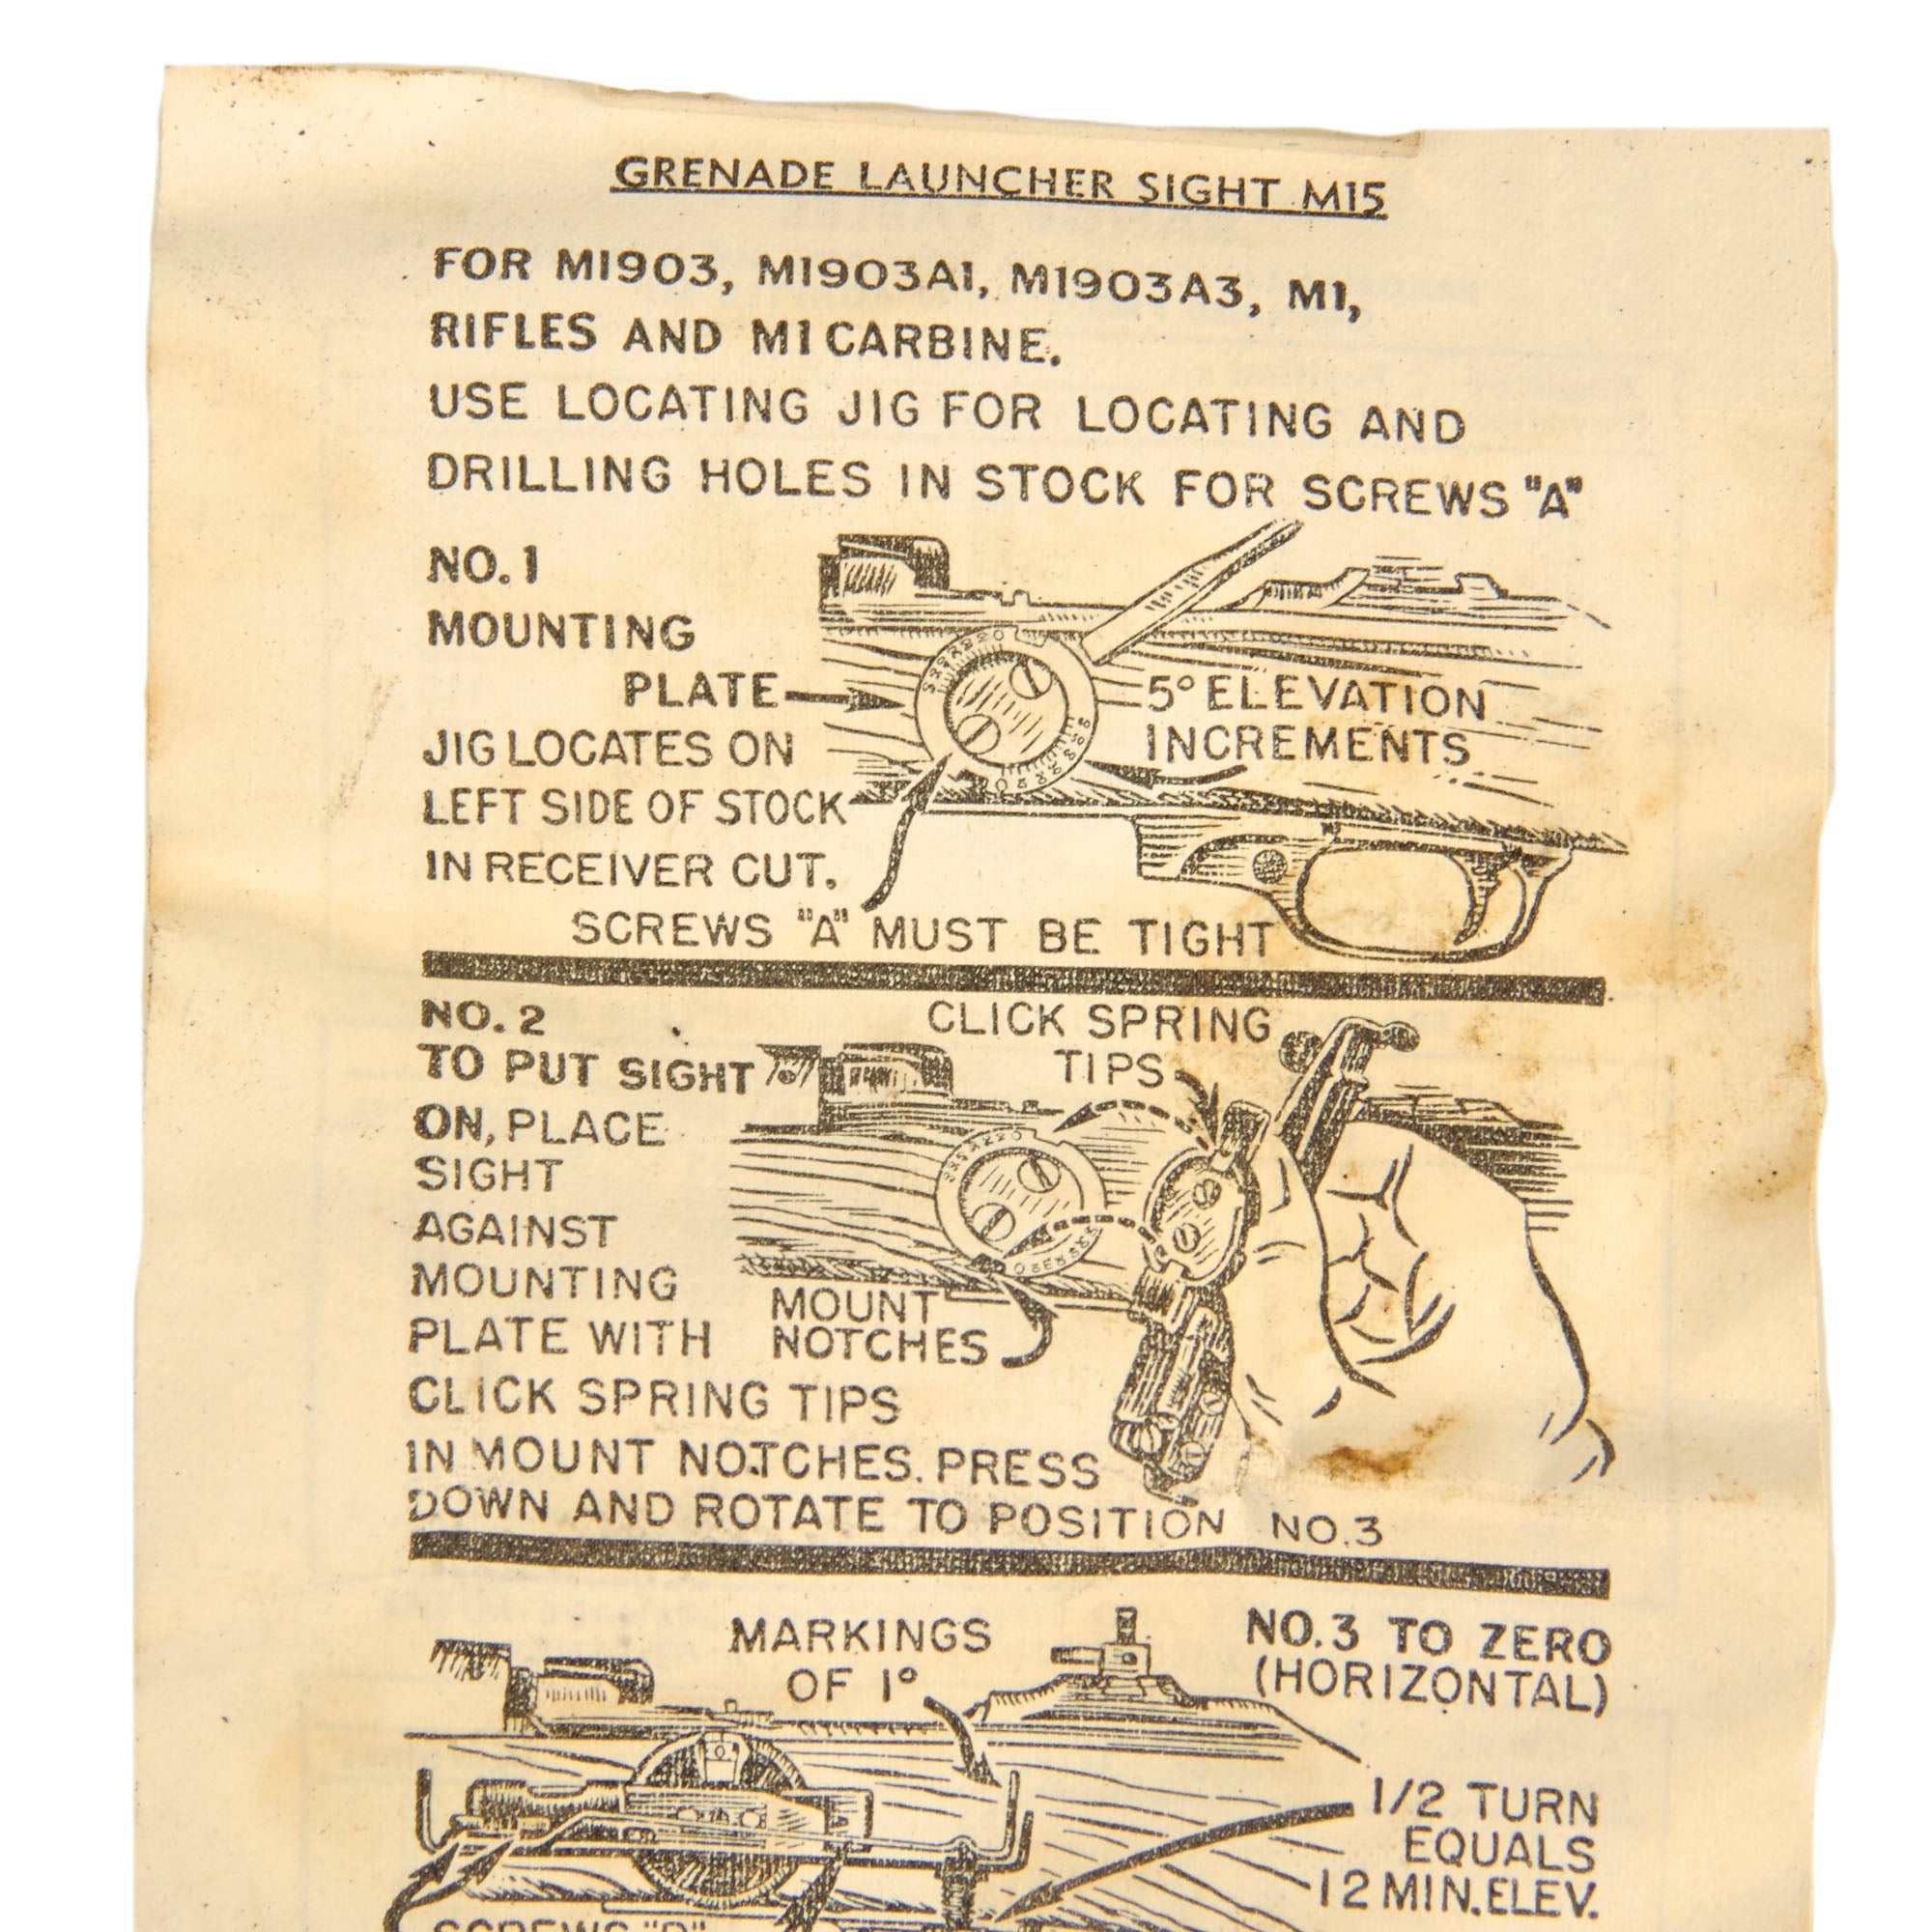 GRENADE LAUNCHER SIGHT M15
FOR M1903, M1903A1, M1903A3, M1,
RIFLES AND M1 CARBINE.
USE LOCATING JIG FOR LOCATING AND
DRILLING HOLES IN STOCK FOR SCREWS "A"
NO. 1
MOUNTING
PLATE
JIG LOCATES ON
LEFT SIDE OF STOCK
IN RECEIVER CUT.
5° ELEVATION
INCREMENTS
SCREWS "A" MUST BE TIGHT
NO. 2
TO PUT SIGHT
ON, PLACE
SIGHT
AGAINST
MOUNTING
PLATE WITH
CLICK SPRING TIPS
IN MOUNT NOTCHES. PRESS
DOWN AND ROTATE TO POSITION NO.3
CLICK SPRING
TIPS
MOUNT
NOTCHES
MARKINGS
OF 1°
NO.3 TO ZERO
(HORIZONTAL)
1/2 TURN
EQUALS
12 MIN. ELEV.
SCREWS "B"